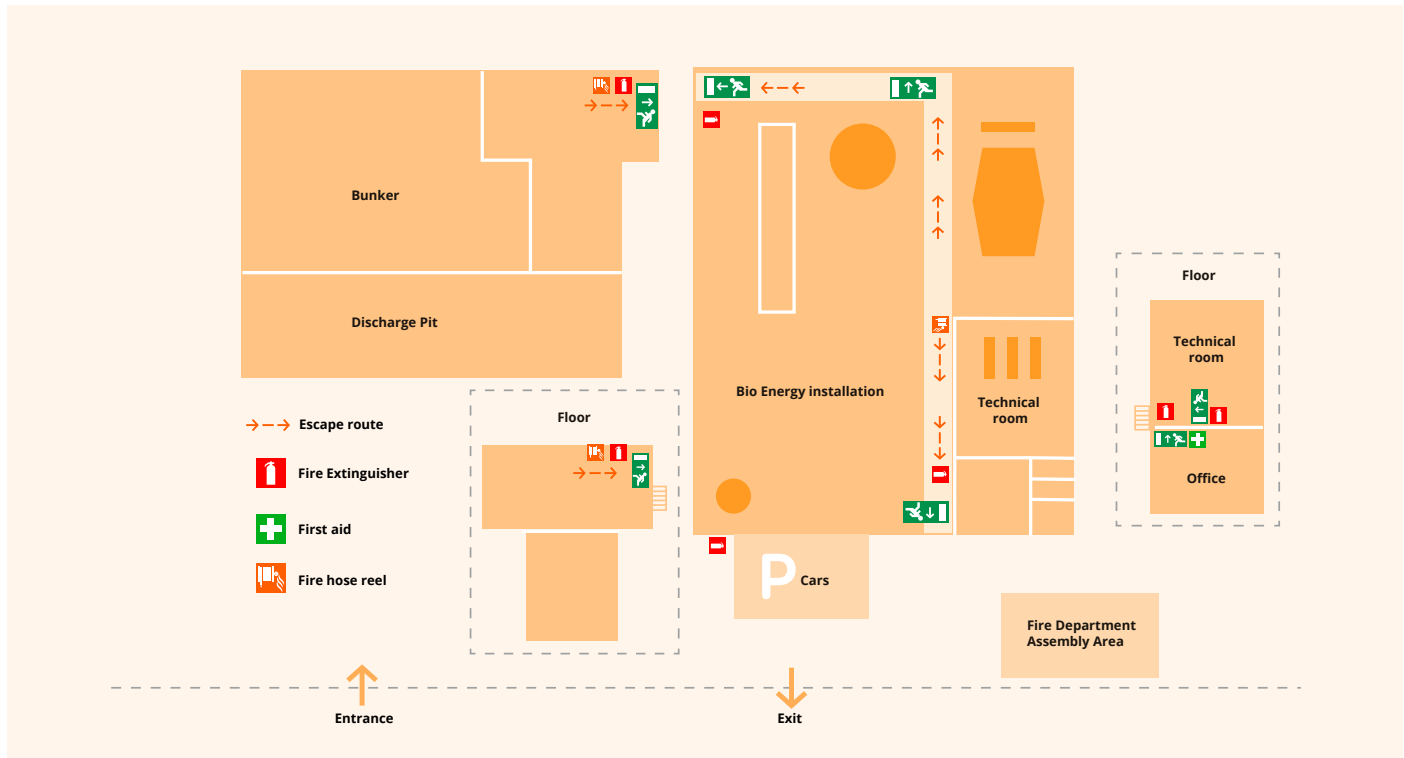 Bunker
Discharge Pit
Escape route
Fire Extinguisher
First aid
Fire hose reel
Floor
Bio Energy installation
Technical
room
P Cars
Floor
Technical
room
Office
Fire Department
Assembly Area
Entrance
Exit